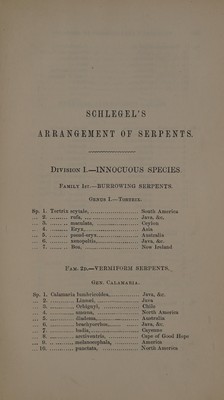 SCHLEGEL'S
ARRANGEMENT OF SERPENTS.
DIVISION I.—INNOCUOUS SPECIES.
FAMILY 1st.—BURROWING SERPENTS.
GENUS I.—TORTRIX.
Sp. 1. Tortrix scytale, South America
... 2. ... rufa, Java, &c.
... 3. ... maculata, Ceylon
... 4. ... Eryx, Asia
... 5. ... pseud-eryx, Australia
... 6. ... xenopeltis, Java, &c.
... 7. ... Boa, New Ireland
FAM. 2D.—VERMIFORM SERPENTS.
GEN. CALAMARIA.
Sp. 1. Calamaria lumbricoidea, Java, &c.
... 2. ... Linnæi, Java
... 3. ... Orbignyi, Chile
... 4. ... amœna, North America
... 5. ... diadema, Australia
... 6. ... brachyorrhos, Java, &c.
... 7. ... Cayenne
... 8. ... arctiventris, Cape of Good Hope
... 9. ... melanocephala, America
... 10. ... punctata, North America